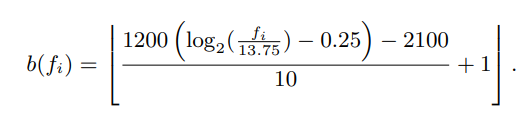 b(f_i) = \left\lfloor \frac{1200 \left( \log_2(\frac{f_i}{13.75}) - 0.25 \right) - 2100}{10} + 1 \right\rfloor .